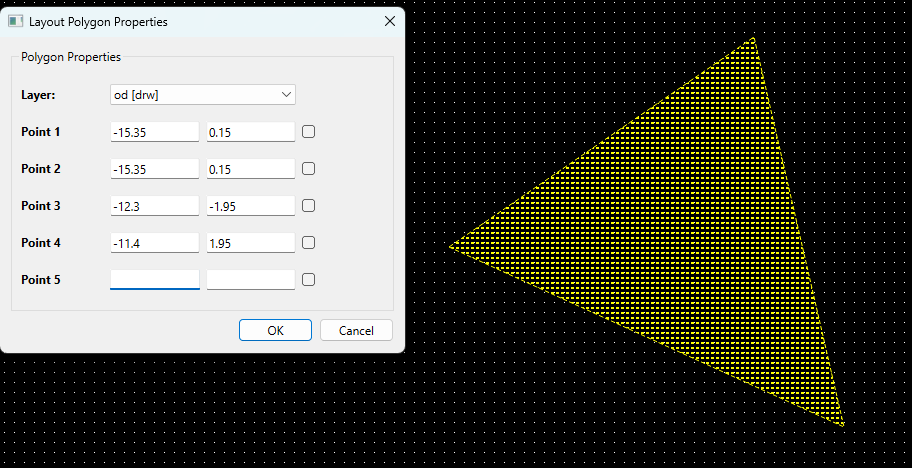 Layout Polygon Properties
Polygon Properties
Layer: od [drw]
Point 1 -15.35 0.15
Point 2 -15.35 0.15
Point 3 -12.3 -1.95
Point 4 -11.4 1.95
Point 5
OK Cancel